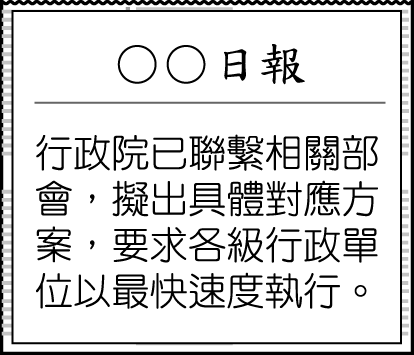 ○○日報
行政院已聯繫相關部
會，擬出具體對應方
案，要求各級行政單
位以最快速度執行。